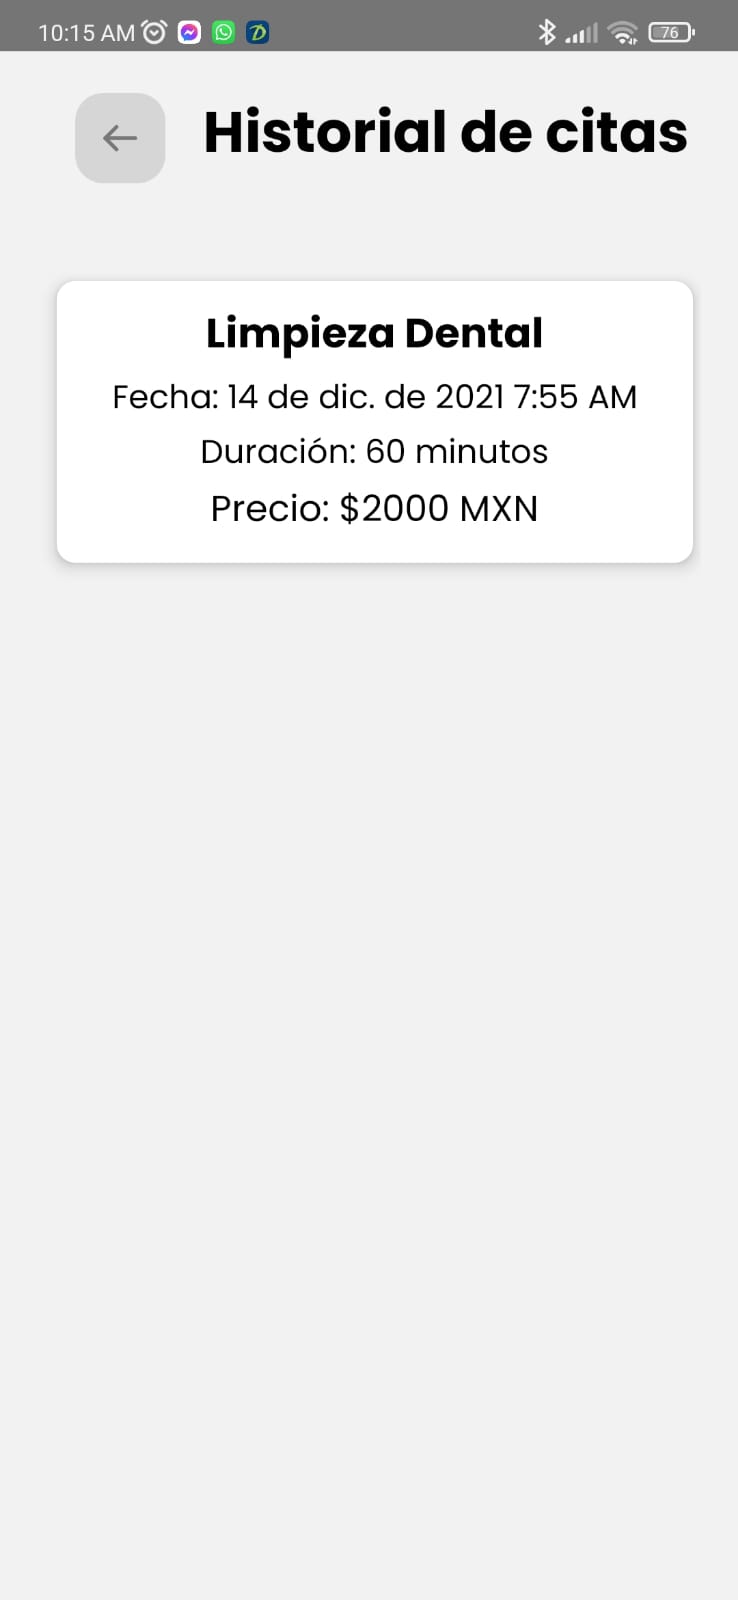 10:15 AM
76
Historial de citas
Limpieza Dental
Fecha: 14 de dic. de 2021 7:55 AM
Duración: 60 minutos
Precio: $2000 MXN